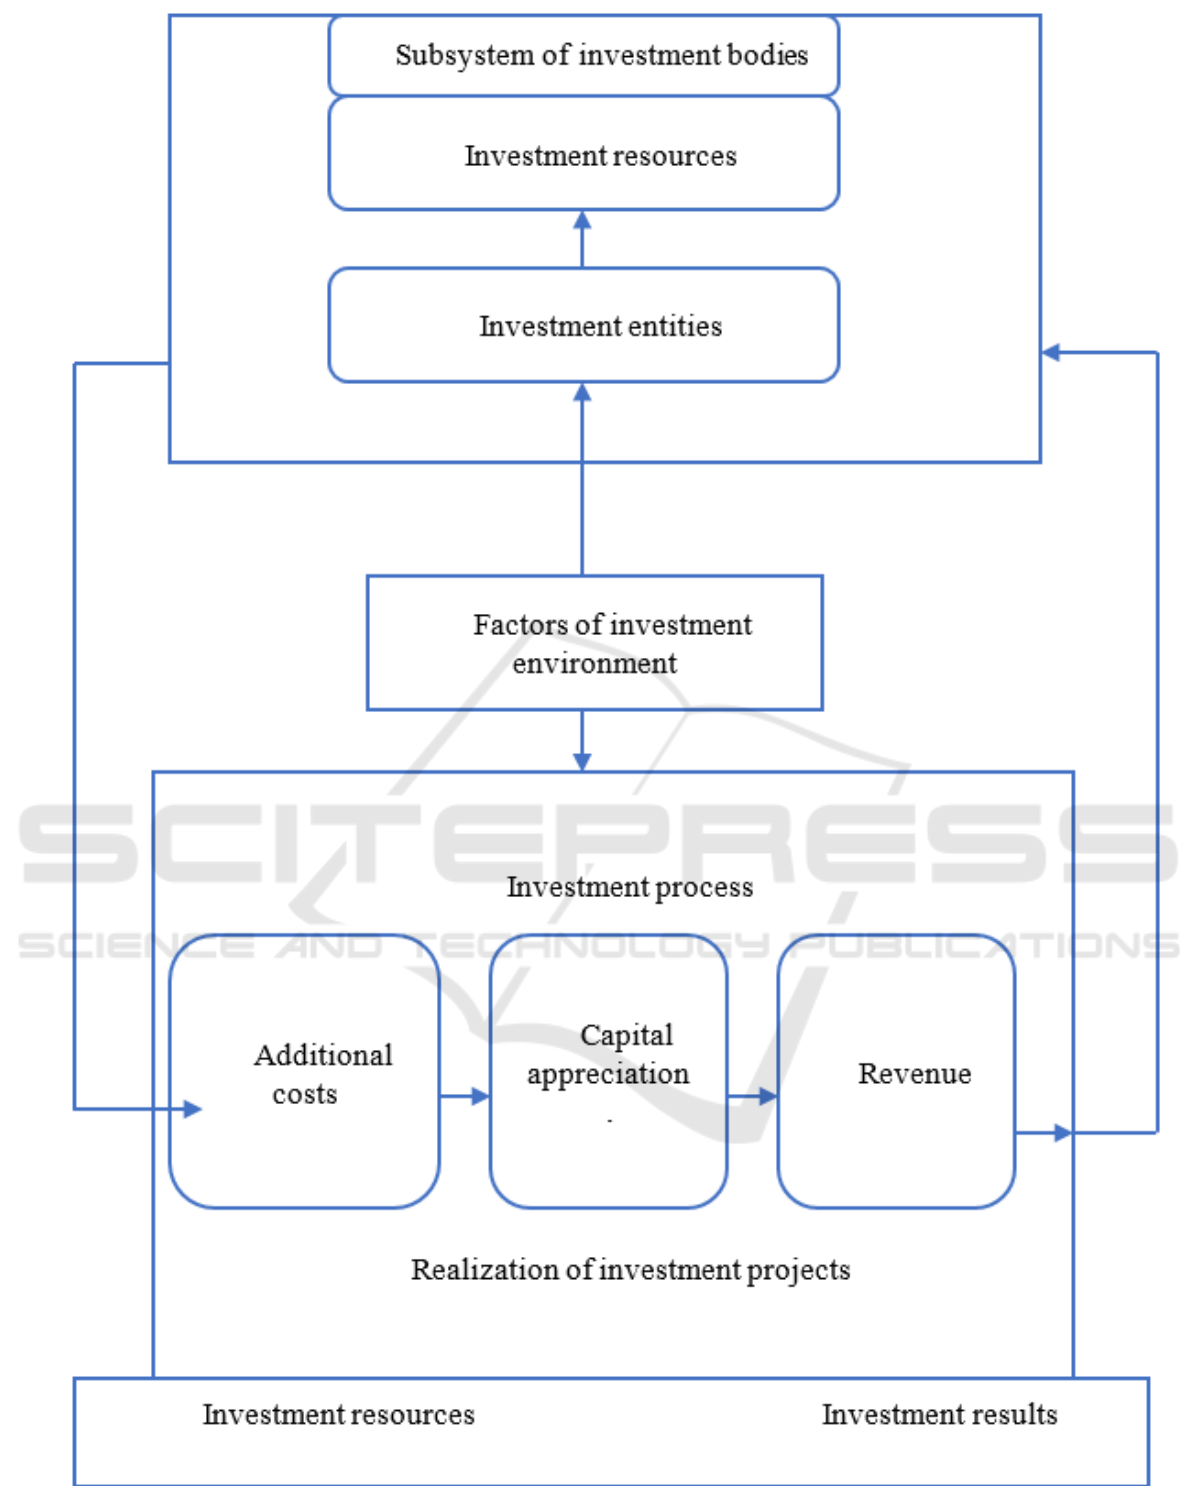 Subsystem of investment bodies
Investment resources
Investment entities
Factors of investment
environment
SCITEPRESS
SCIENCE AND TECHNOLOGY PUBLICATIONS
Investment process
Additional
costs
Capital
appreciation
.
Revenue
Realization of investment projects
Investment resources
Investment results